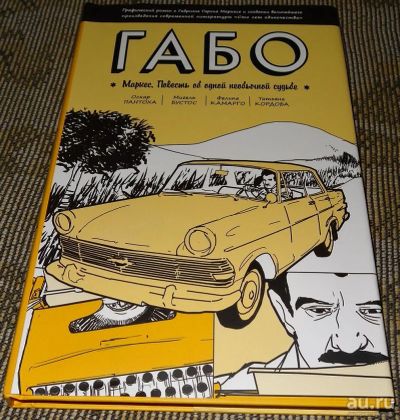 Графический роман о Габриэле Гарсиа Маркесе и создании величайшего
произведения современной литературы «Сто лет одиночества»
ГАБО
Маркес. Повесть об одной необычной судьбе
Оскар Мигель Фелипе Татьяна
ПАНТОХА БУСТОС КАМАРГО КОРДОБА
au.ru